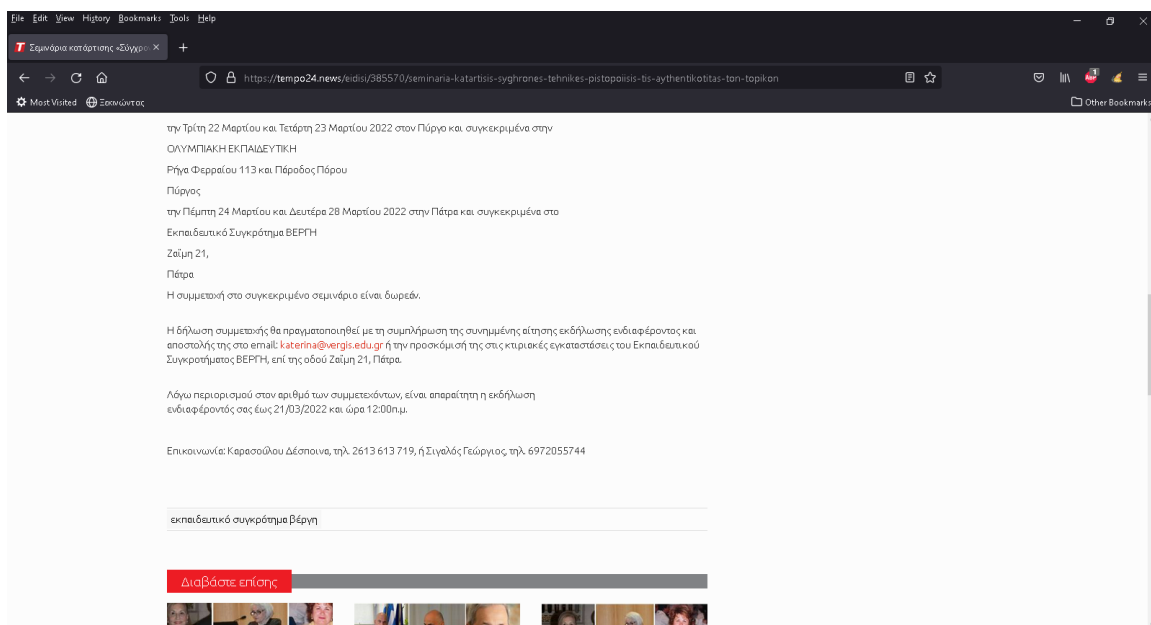 File Edit View History Bookmarks Tools Help
Σεμινάρια κατάρτισης «Σύγχρο
https://tempo24.news/eidisi/385570/seminaria-katartisis-syghrones-tehnikes-pistopoiisis-tis-aythentikotitas-ton-topikon
1
Most Visited Ξεκινώντας Other Bookmarks
την Τρίτη 22 Μαρτίου και Τετάρτη 23 Μαρτίου 2022 στον Πύργο και συγκεκριμένα στην
ΟΛΥΜΠΙΑΚΗ ΕΚΠΑΙΔΕΥΤΙΚΗ
Ρήγα Φερραίου 113 και Πάροδος Πόρου
Πύργος
την Πέμπτη 24 Μαρτίου και Δευτέρα 28 Μαρτίου 2022 στην Πάτρα και συγκεκριμένα στο
Εκπαιδευτικό Συγκρότημα ΒΕΡΓΗ
Ζαΐμη 21,
Πάτρα
Η συμμετοχή στο συγκεκριμένο σεμινάριο είναι δωρεάν.
Η δήλωση συμμετοχής θα πραγματοποιηθεί με τη συμπλήρωση της συνημμένης αίτησης εκδήλωσης ενδιαφέροντος και
αποστολής της στο email: katerina@vergis.edu.gr ή την προσκόμισή της στις κτιριακές εγκαταστάσεις του Εκπαιδευτικού
Συγκροτήματος ΒΕΡΓΗ, επί της οδού Ζαΐμη 21, Πάτρα.
Λόγω περιορισμού στον αριθμό των συμμετεχόντων, είναι απαραίτητη η εκδήλωση
ενδιαφέροντός σας έως 21/03/2022 και ώρα 12:00π.μ.
Επικοινωνία: Καρασούλου Δέσποινα, τηλ. 2613 613 719, ή Σιγαλός Γεώργιος, τηλ. 6972055744
εκπαιδευτικό συγκρότημα βέργη
Διαβάστε επίσης